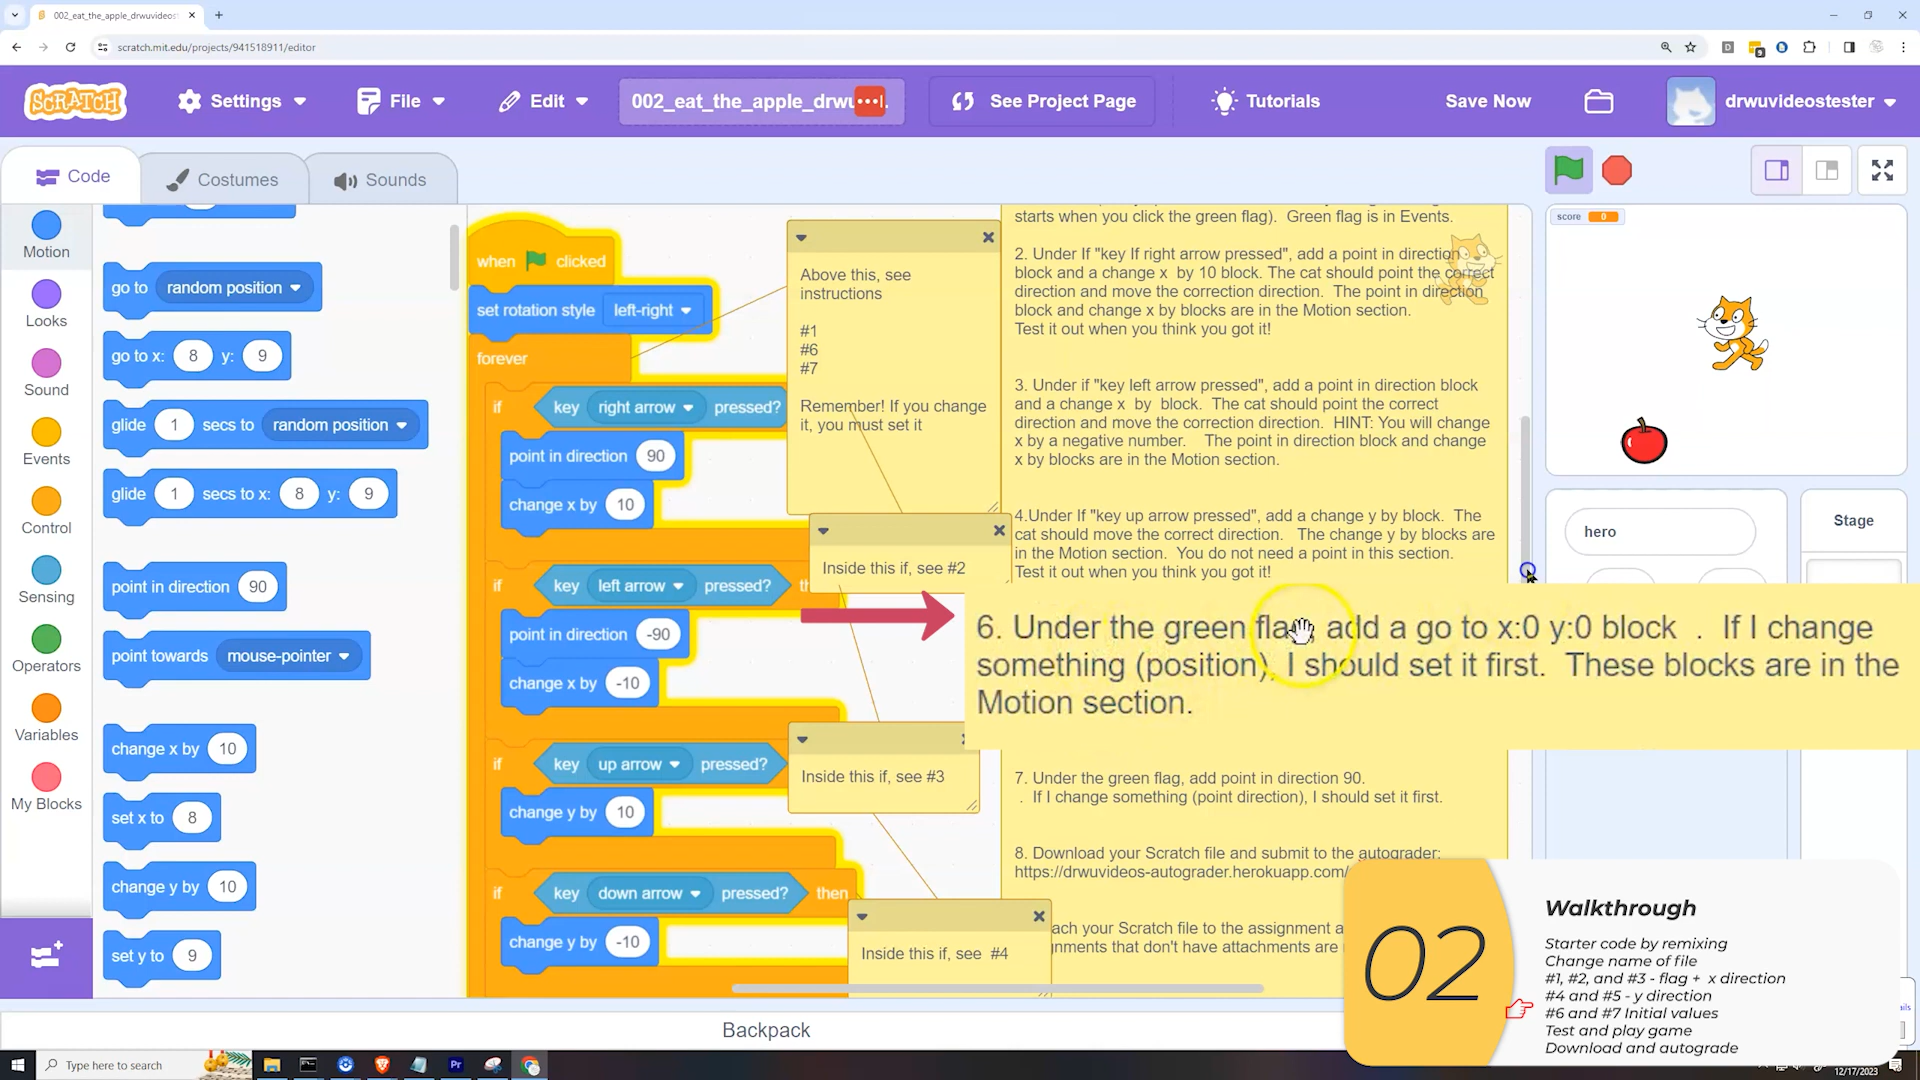 002_eat_the_apple_drwuvideost
scratch.mit.edu/projects/941518911/editor
SCRATCH
Settings
File
Edit
002_eat_the_apple_drwu
See Project Page
Tutorials
Save Now
drwuvideostester
Code
Costumes
Sounds
Motion
Looks
Sound
Events
Control
Sensing
Operators
Variables
My Blocks
go to random position
go to x: 8 y: 9
glide 1 secs to random position
glide 1 secs to x: 8 y: 9
point in direction 90
point towards mouse-pointer
change x by 10
set x to 8
change y by 10
set y to 9
when clicked
set rotation style left-right
forever
if key right arrow pressed?
point in direction 90
change x by 10
if key left arrow pressed?
point in direction -90
change x by -10
if key up arrow pressed?
change y by 10
if key down arrow pressed? then
change y by -10
Above this, see
instructions
#1
#6
#7
Remember! If you change
it, you must set it
Inside this if, see #2
Inside this if, see #3
Inside this if, see #4
starts when you click the green flag). Green flag is in Events.
2. Under If "key If right arrow pressed", add a point in direction
block and a change x by 10 block. The cat should point the correct
direction and move the correction direction. The point in direction
block and change x by blocks are in the Motion section.
Test it out when you think you got it!
3. Under if "key left arrow pressed", add a point in direction block
and a change x by block. The cat should point the correct
direction and move the correction direction. HINT: You will change
x by a negative number. The point in direction block and change
x by blocks are in the Motion section.
4.Under If "key up arrow pressed", add a change y by block. The
cat should move the correct direction. The change y by blocks are
in the Motion section. You do not need a point in this section.
Test it out when you think you got it!
6. Under the green flag, add a go to x:0 y:0 block . If I change
something (position), I should set it first. These blocks are in the
Motion section.
7. Under the green flag, add point in direction 90.
. If I change something (point direction), I should set it first.
8. Download your Scratch file and submit to the autograder:
https://drwuvideos-autograder.herokuapp.com/
ach your Scratch file to the assignment a
gnments that don't have attachments are
score 0
hero
Stage
Backpack
02
Walkthrough
Starter code by remixing
Change name of file
#1, #2, and #3 - flag + x direction
#4 and #5 - y direction
#6 and #7 Initial values
Test and play game
Download and autograde
Type here to search
12/17/2023